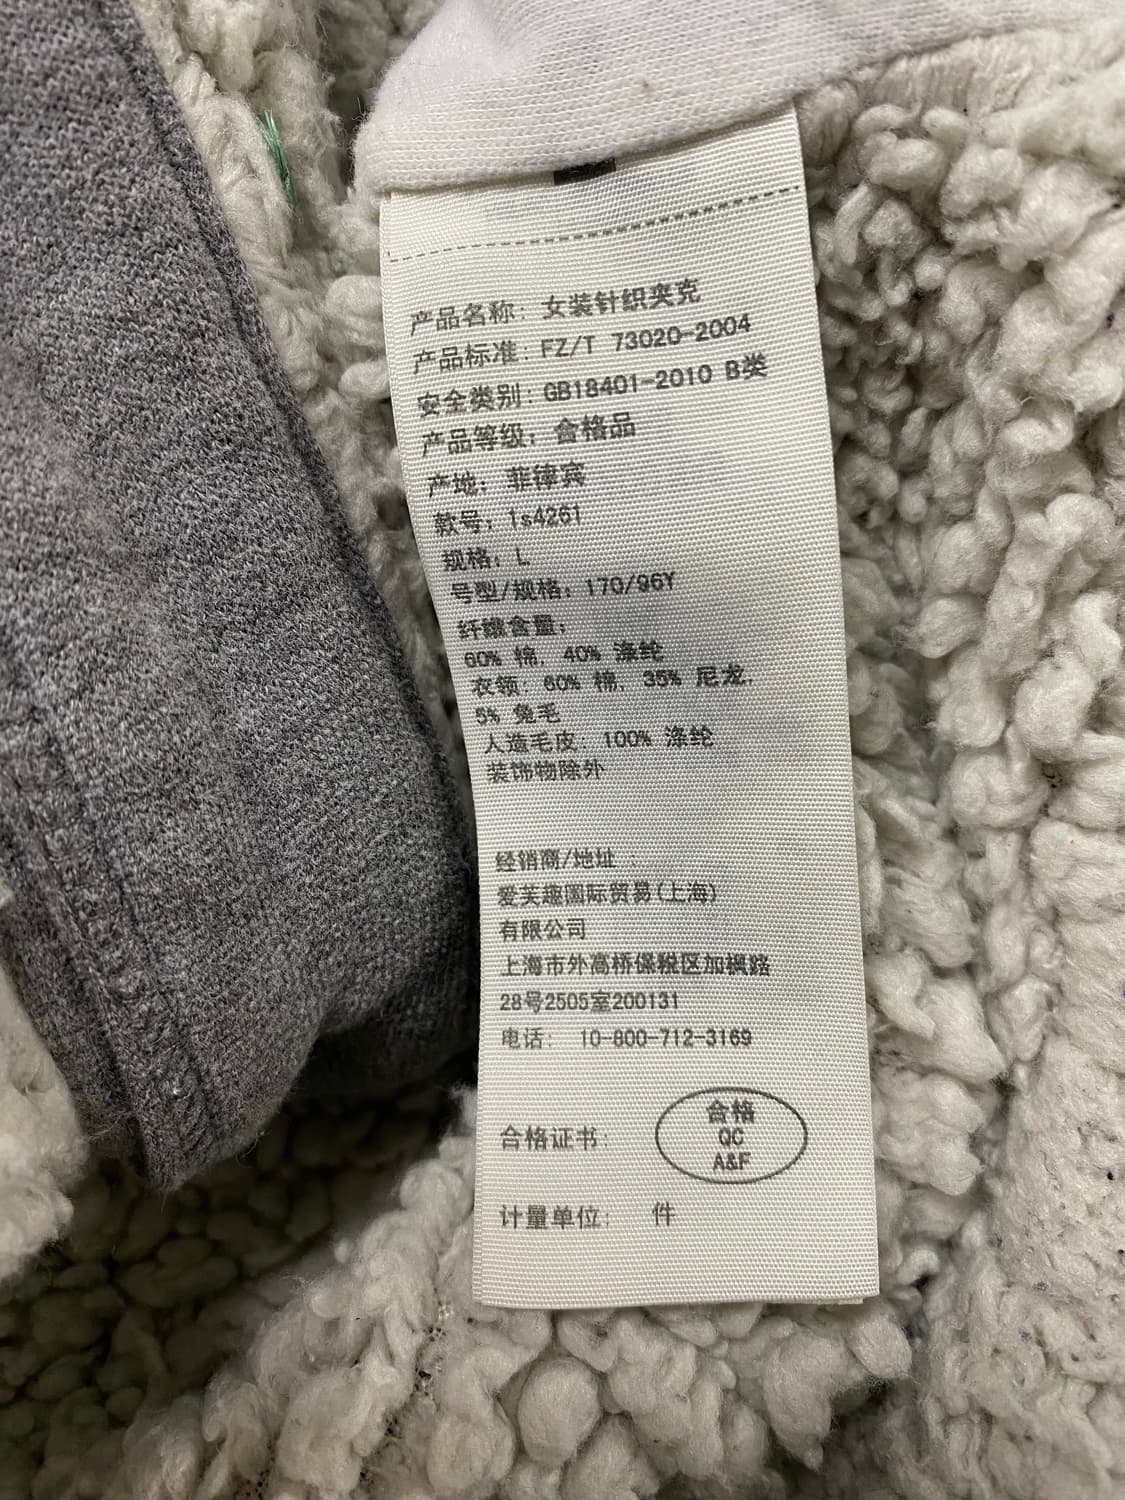 产品名称: 女装针织夹克
产品标准: FZ/T 73020-2004
安全类别: GB18401-2010 B类
产品等级: 合格品
产地: 菲律宾
款号: ls4261
规格: L
号型/规格: 170/96Y
纤维含量:
60% 棉, 40% 涤纶
衣领: 60% 棉, 35% 尼龙,
5% 兔毛
人造毛皮: 100% 涤纶
装饰物除外
经销商/地址 :
爱芙趣国际贸易(上海)
有限公司
上海市外高桥保税区加枫路
28号2505室200131
电话: 10-800-712-3169
合格证书:
合格
QC
A&F
计量单位: 件